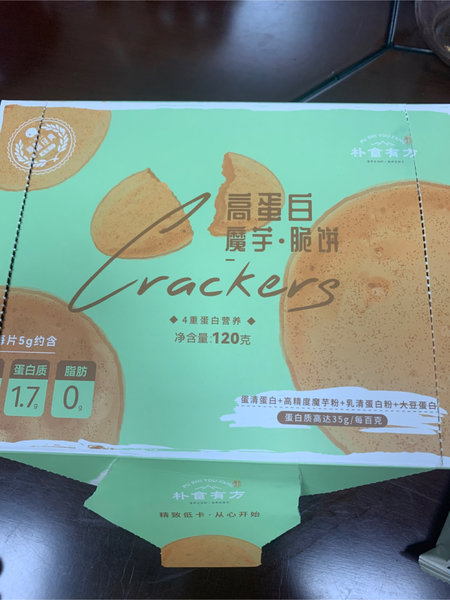 PU SHI YOU FANG
朴食有方
高蛋白
魔芋·脆饼
Crackers
◆ 4重蛋白营养 ◆
净含量:120克
每片5g约含
蛋白质
1.7g
脂肪
0g
蛋清蛋白+高精度魔芋粉+乳清蛋白粉+大豆蛋白
蛋白质高达35g/每百克
朴食有方
精致低卡·从心开始